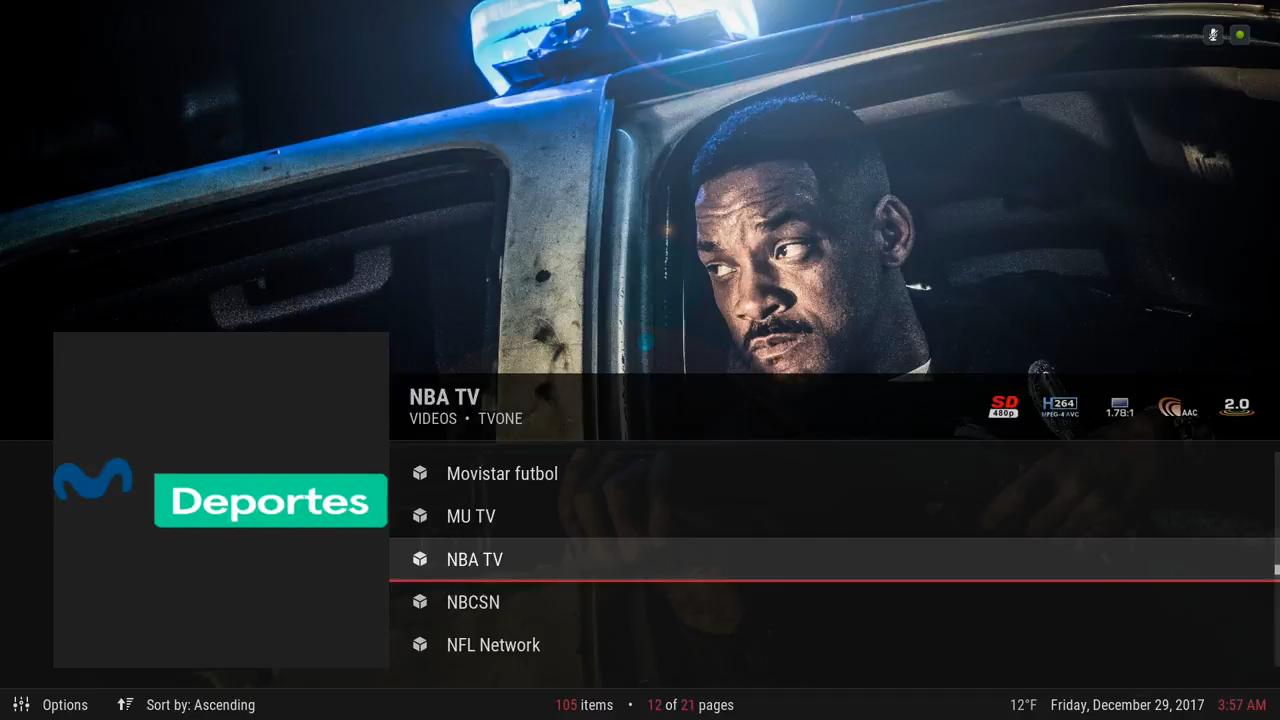 NBA TV
VIDEOS • TVONE
SD
480p
H264
MPEG-4 AVC
1.78:1
AAC
2.0
Deportes
Movistar futbol
MU TV
NBA TV
NBCSN
NFL Network
Options
Sort by: Ascending
105 items • 12 of 21 pages
12°F Friday, December 29, 2017 3:57 AM